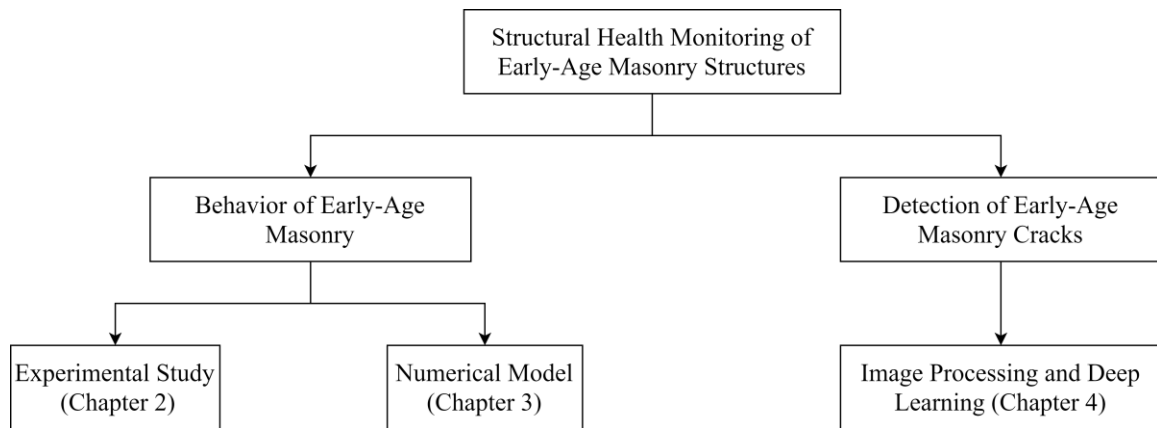 Structural Health Monitoring of
Early-Age Masonry Structures
Behavior of Early-Age
Masonry
Detection of Early-Age
Masonry Cracks
Experimental Study
(Chapter 2)
Numerical Model
(Chapter 3)
Image Processing and Deep
Learning (Chapter 4)